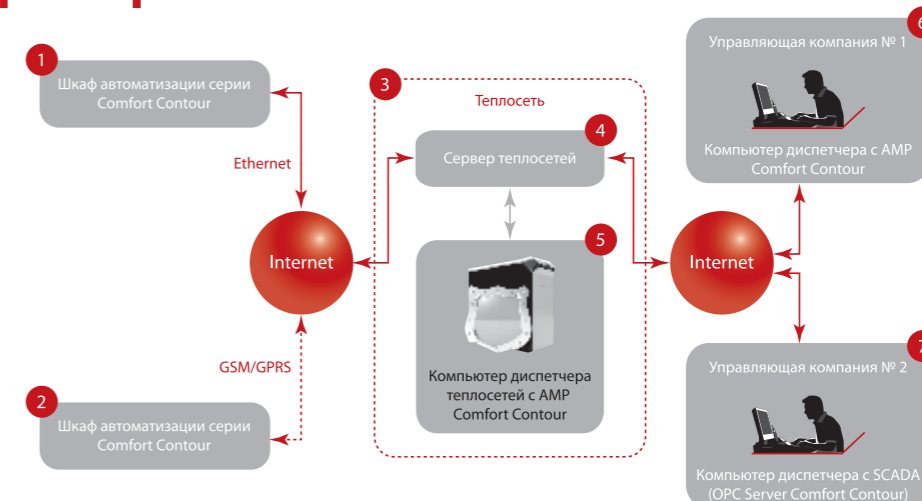 1
Шкаф автоматизации серии
Comfort Contour
Ethernet
Internet
GSM/GPRS
2
Шкаф автоматизации серии
Comfort Contour
3
Теплосеть
4
Сервер теплосетей
5
Компьютер диспетчера
теплосетей с АМР
Comfort Contour
Internet
6
Управляющая компания № 1
Компьютер диспетчера с АМР
Comfort Contour
7
Управляющая компания № 2
Компьютер диспетчера с SCADA
(OPC Server Comfort Contour)